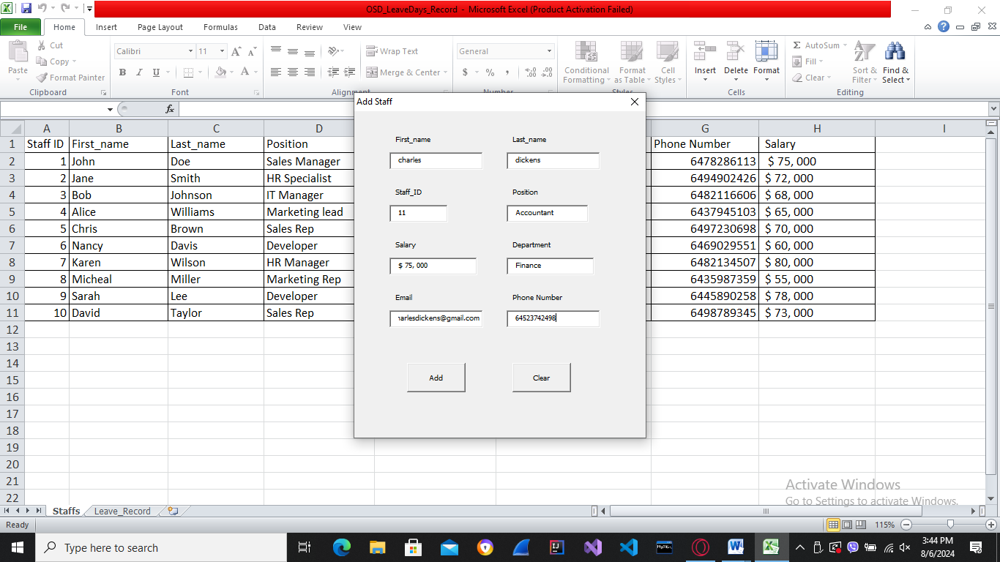 OSD_LeaveDays_Record - Microsoft Excel (Product Activation Failed)
File Home Insert Page Layout Formulas Data Review View
Paste
Cut
Copy
Format Painter
Clipboard
Calibri 11
B I U
Font
Wrap Text
Merge & Center
Alignment
General
$ % ,
Number
Conditional Formatting
Format as Table
Cell Styles
Styles
Insert Delete Format
Cells
AutoSum
Fill
Clear
Sort & Filter
Find & Select
Editing
fx
A B C D G H I
1 Staff ID First_name Last_name Position Phone Number Salary
2 1 John Doe Sales Manager 6478286113 $ 75, 000
3 2 Jane Smith HR Specialist 6494902426 $ 72, 000
4 3 Bob Johnson IT Manager 6482116606 $ 68, 000
5 4 Alice Williams Marketing lead 6437945103 $ 65, 000
6 5 Chris Brown Sales Rep 6497230698 $ 70, 000
7 6 Nancy Davis Developer 6469029551 $ 60, 000
8 7 Karen Wilson HR Manager 6482134507 $ 80, 000
9 8 Micheal Miller Marketing Rep 6435987359 $ 55, 000
10 9 Sarah Lee Developer 6445890258 $ 78, 000
11 10 David Taylor Sales Rep 6498789345 $ 73, 000
12
13
14
15
16
17
18
19
20
21
22
Add Staff
First_name Last_name
charles dickens
Staff_ID Position
11 Accountant
Salary Department
$ 75, 000 Finance
Email Phone Number
harlesdickens@gmail.com 64523742498
Add Clear
Activate Windows
Go to Settings to activate Windows.
Staffs Leave_Record
Ready 115%
Type here to search
3:44 PM
8/6/2024